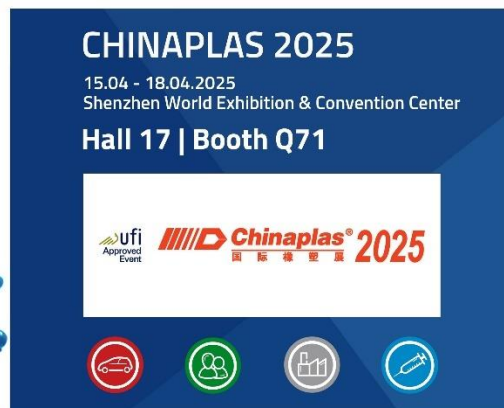 CHINAPLAS 2025
15.04 - 18.04.2025
Shenzhen World Exhibition & Convention Center
Hall 17 | Booth Q71
ufi
Approved
Event
Chinaplas® 2025
国际橡塑展